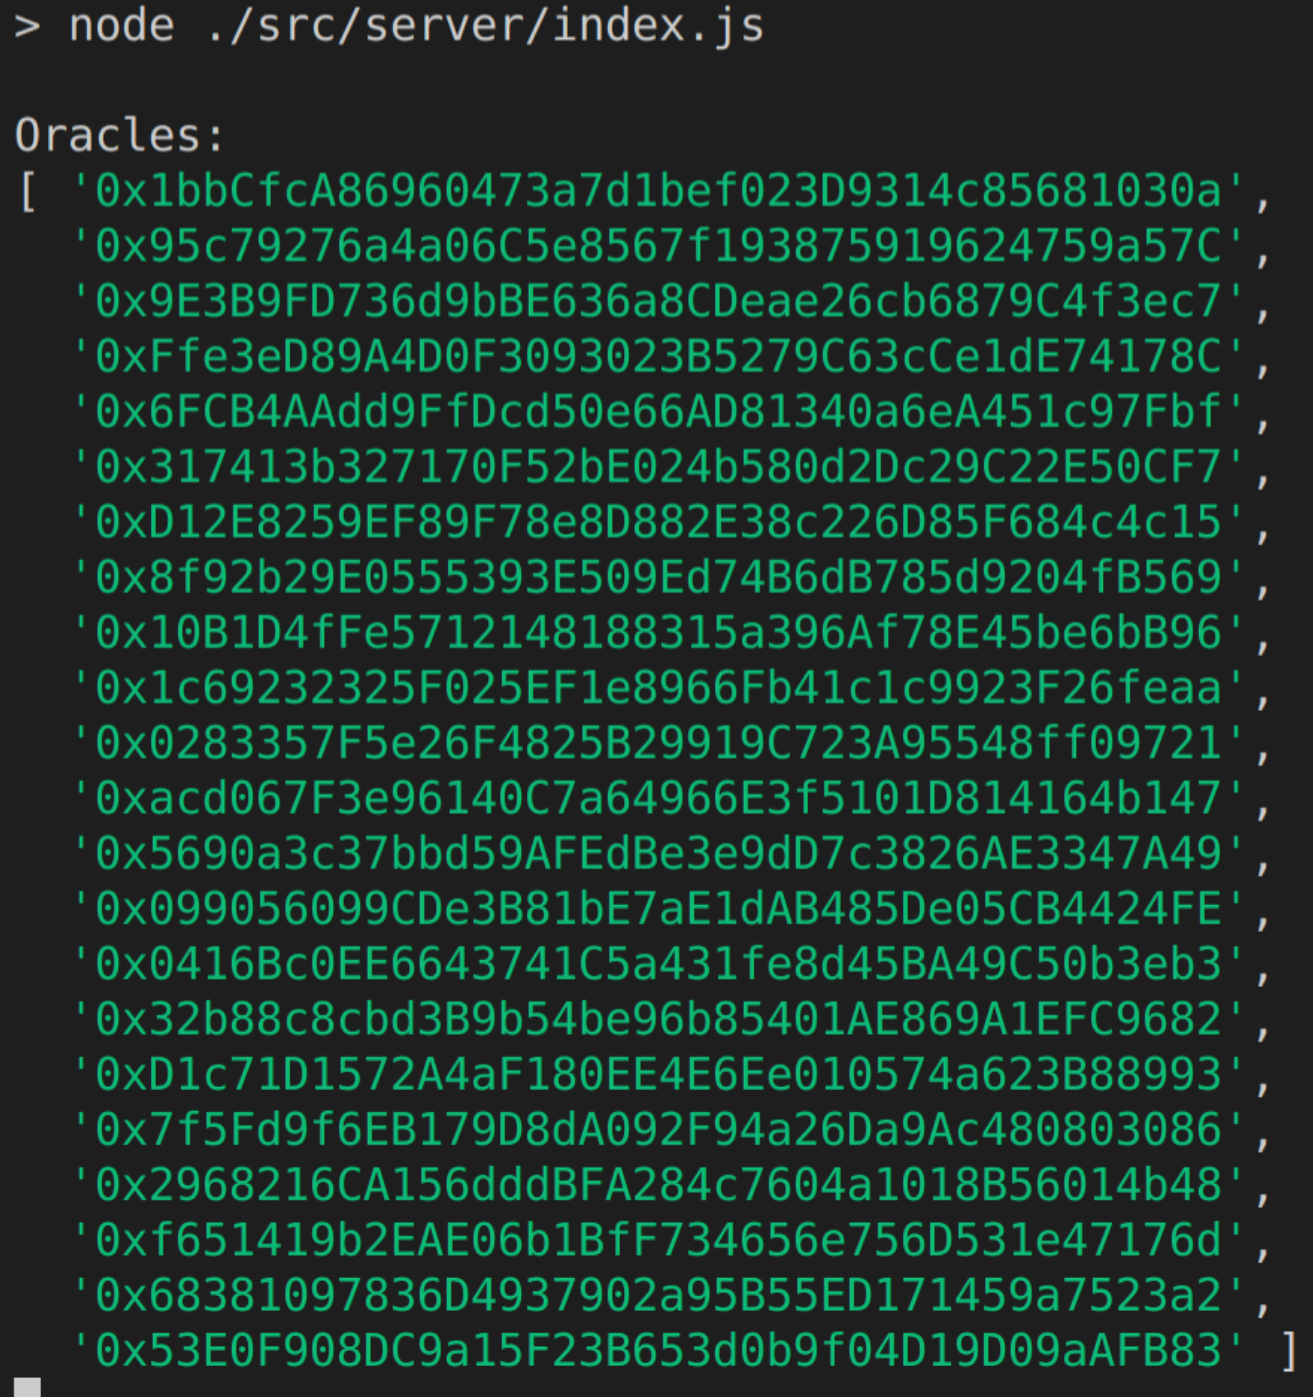 > node ./src/server/index.js
Oracles:
[ '0x1bbCfcA86960473a7d1bef023D9314c85681030a',
'0x95c79276a4a06C5e8567f193875919624759a57C',
'0x9E3B9FD736d9bBE636a8CDeae26cb6879C4f3ec7',
'0xFfe3eD89A4D0F3093023B5279C63cCe1dE74178C',
'0x6FCB4AAdd9FfDcd50e66AD81340a6eA451c97Fbf',
'0x317413b327170F52bE024b580d2Dc29C22E50CF7',
'0xD12E8259EF89F78e8D882E38c226D85F684c4c15',
'0x8f92b29E0555393E509Ed74B6dB785d9204fB569',
'0x10B1D4fFe5712148188315a396Af78E45be6bB96',
'0x1c69232325F025EF1e8966Fb41c1c9923F26feaa',
'0x0283357F5e26F4825B29919C723A95548ff09721',
'0xacd067F3e96140C7a64966E3f5101D814164b147',
'0x5690a3c37bbd59AFEdBe3e9dD7c3826AE3347A49',
'0x099056099CDe3B81bE7aE1dAB485De05CB4424FE',
'0x0416Bc0EE6643741C5a431fe8d45BA49C50b3eb3',
'0x32b88c8cbd3B9b54be96b85401AE869A1EFC9682',
'0xD1c71D1572A4aF180EE4E6Ee010574a623B88993',
'0x7f5Fd9f6EB179D8dA092F94a26Da9Ac480803086',
'0x2968216CA156dddBFA284c7604a1018B56014b48',
'0xf651419b2EAE06b1BfF734656e756D531e47176d',
'0x68381097836D4937902a95B55ED171459a7523a2',
'0x53E0F908DC9a15F23B653d0b9f04D19D09aAFB83' ]